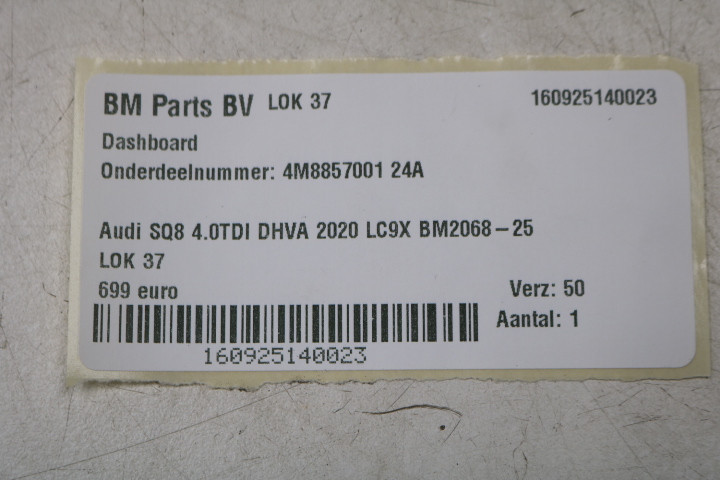 BM Parts BV LOK 37 160925140023
Dashboard
Onderdeelnummer: 4M8857001 24A
Audi SQ8 4.0TDI DHVA 2020 LC9X BM2068-25
LOK 37
699 euro Verz: 50
Aantal: 1
160925140023